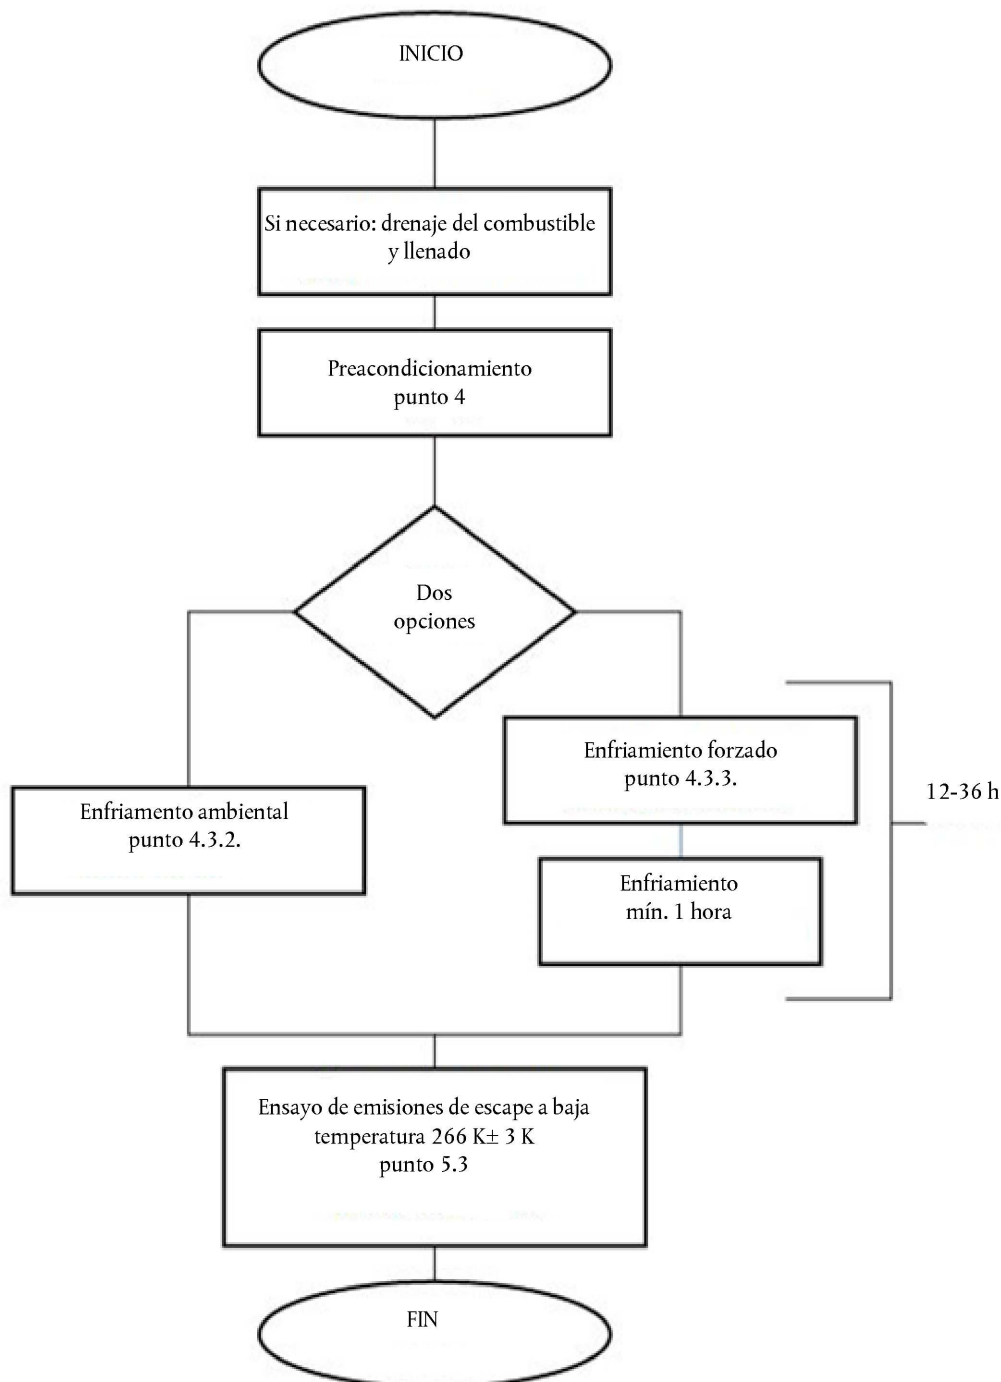 INICIO
Si necesario: drenaje del combustible
y llenado
Preacondicionamiento
punto 4
Dos
opciones
Enfriamiento forzado
punto 4.3.3.
12-36 h
Enfriamento ambiental
punto 4.3.2.
Enfriamiento
mín. 1 hora
Ensayo de emisiones de escape a baja
temperatura 266 K± 3 K
punto 5.3
FIN